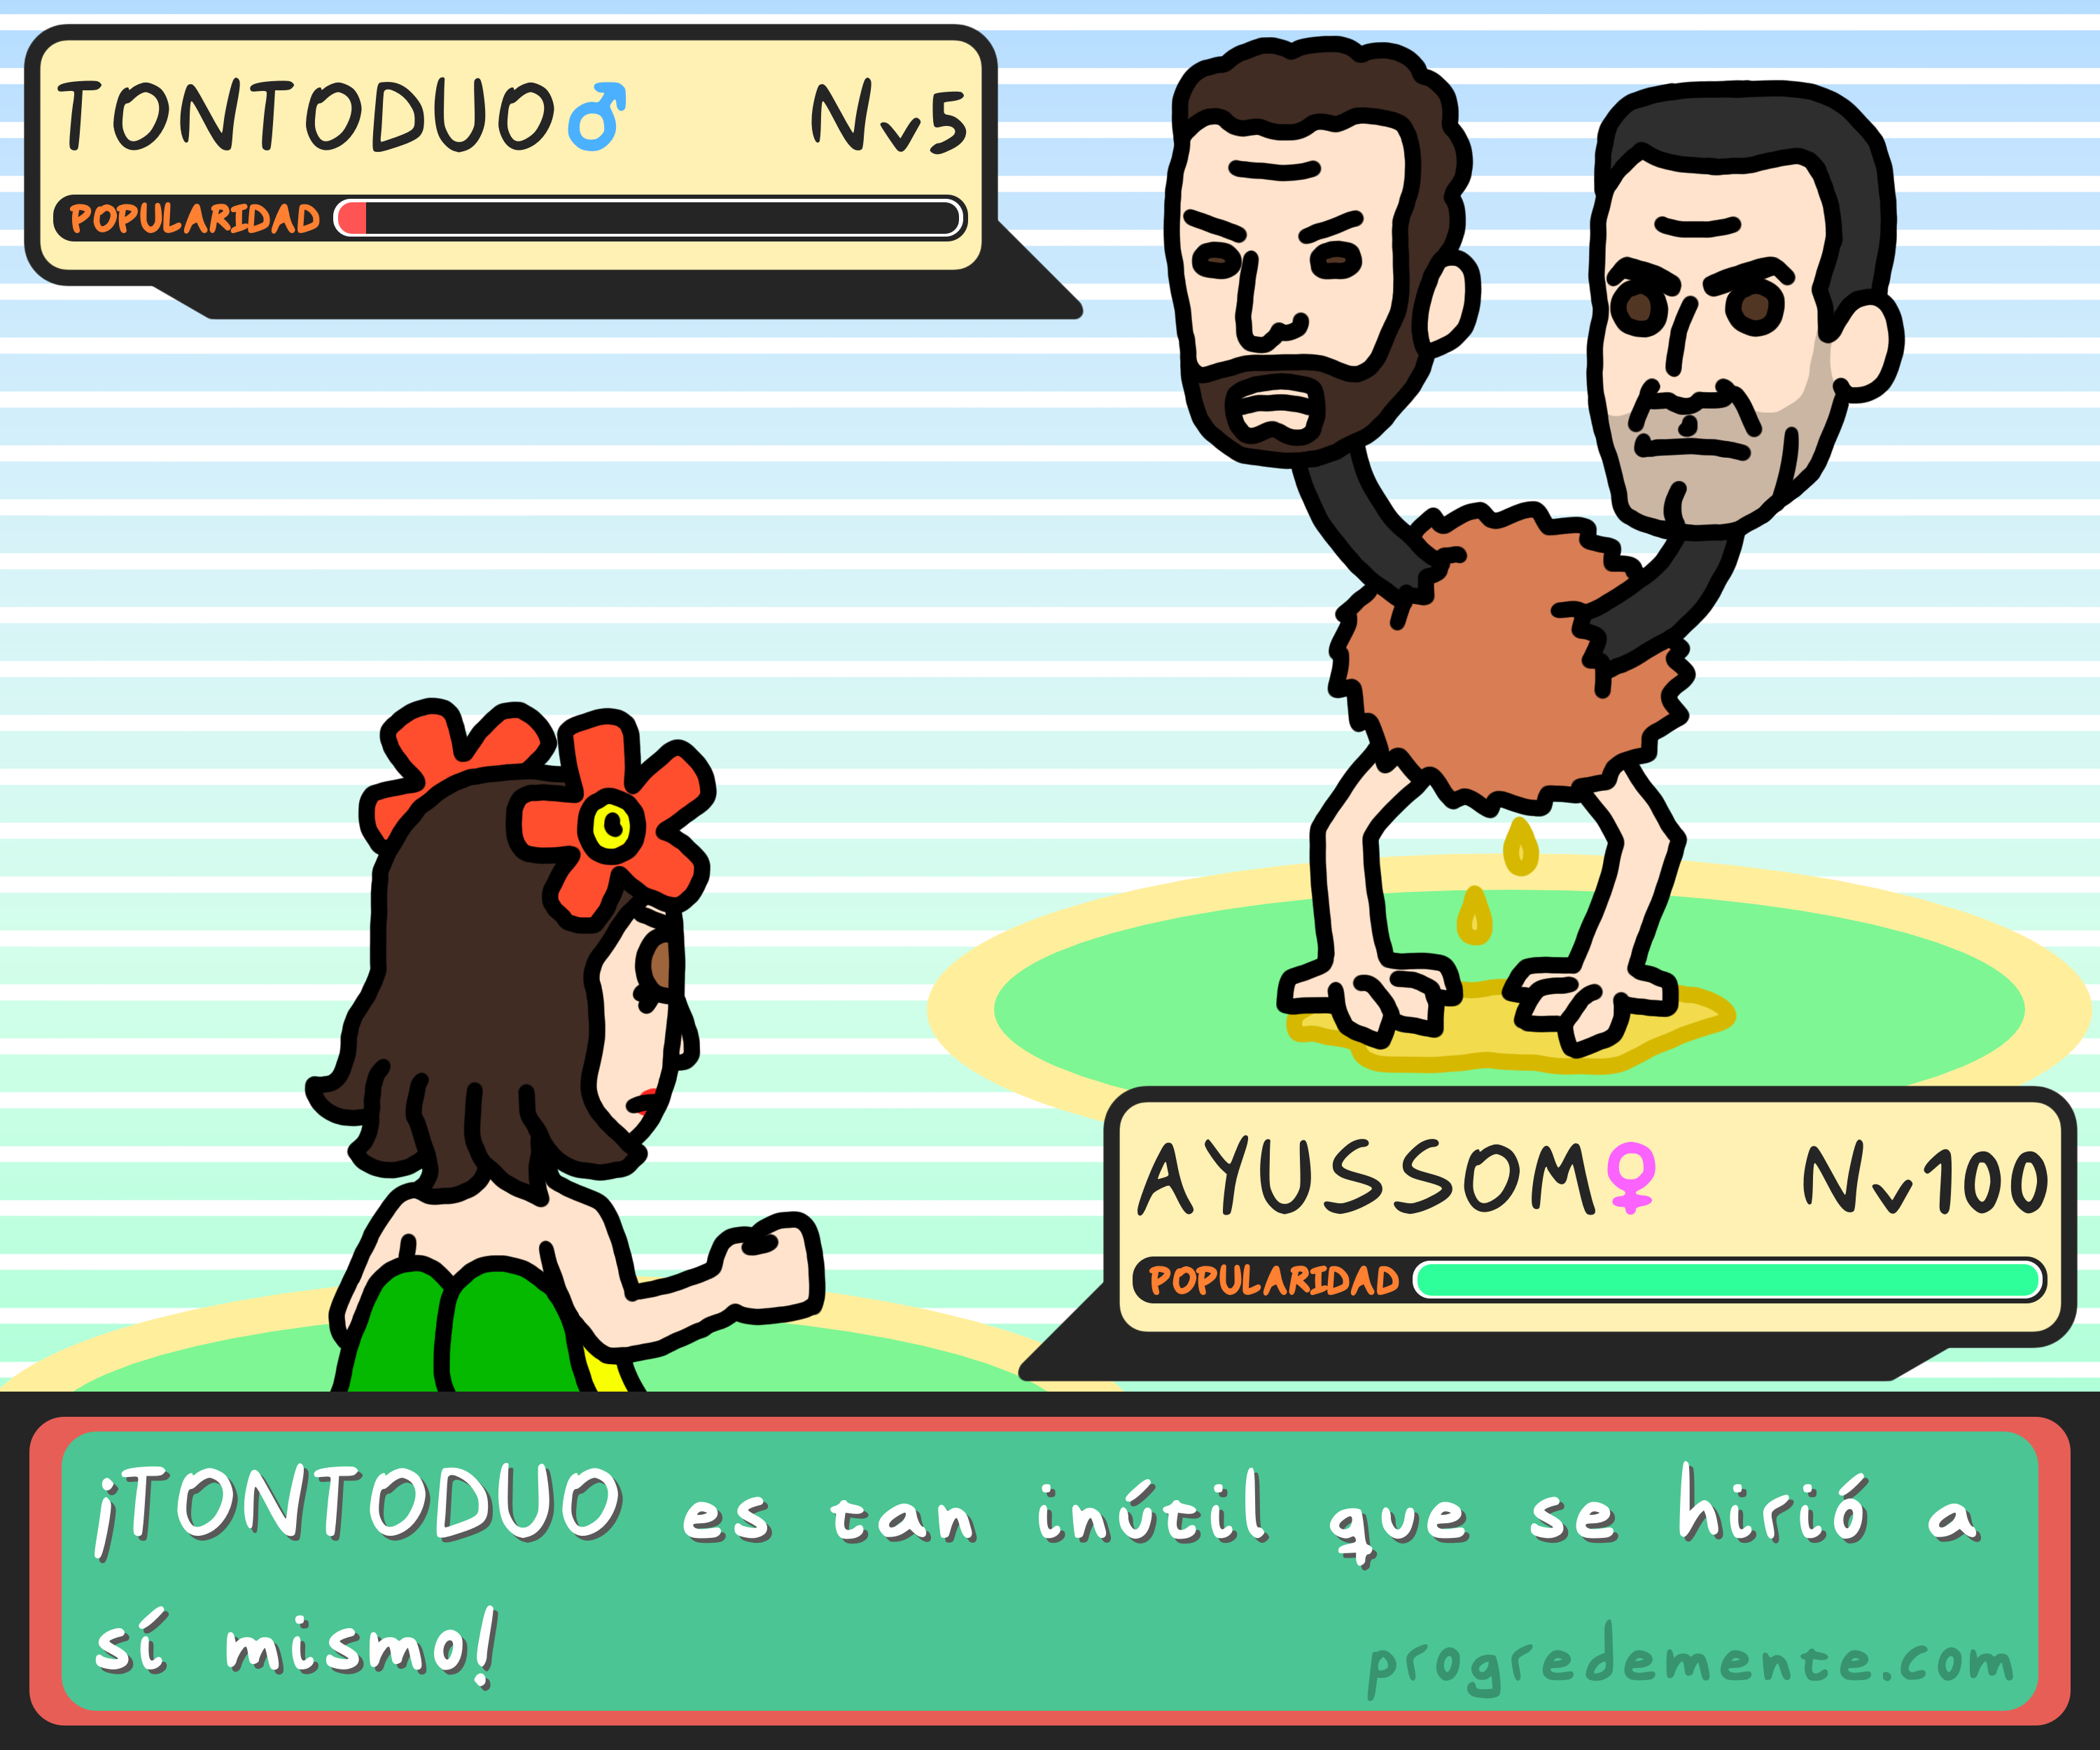 TONTODUO♂ Nv5
POPULARIDAD
AYUSSOM♀ Nv100
POPULARIDAD
¡TONTODUO es tan inútil que se hirió a
sí mismo!
progredemente.com